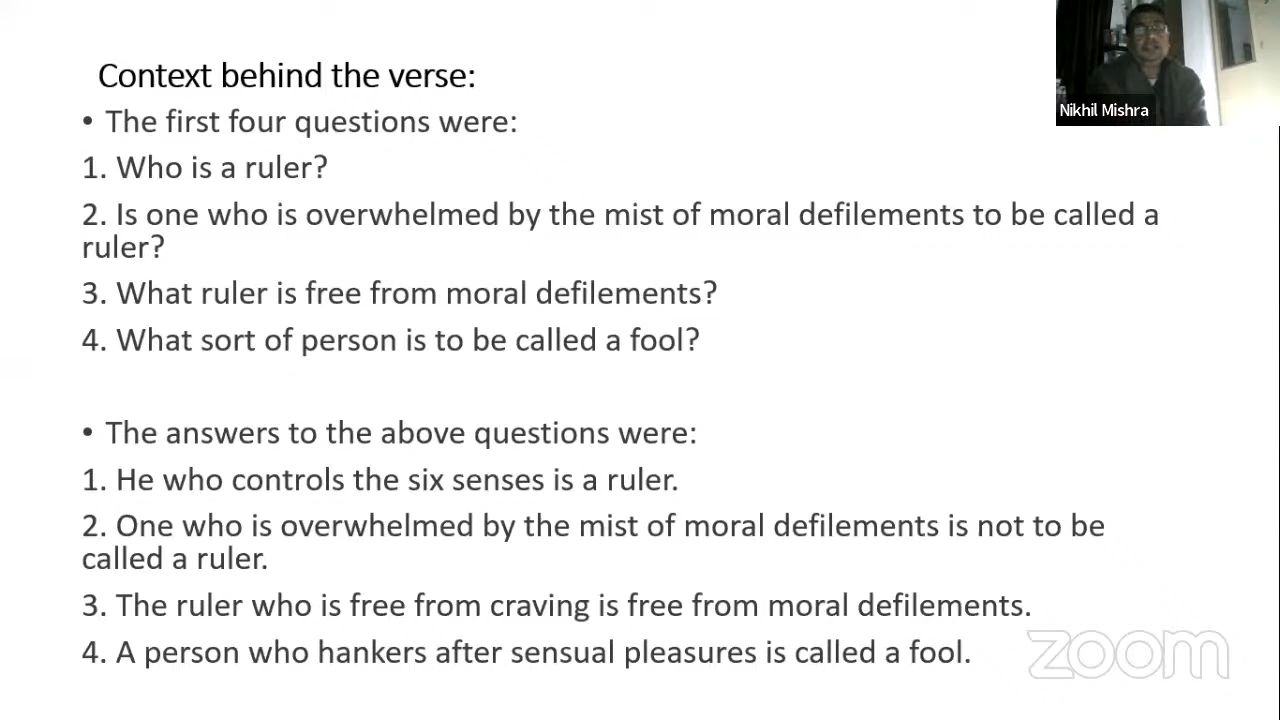 Context behind the verse:
• The first four questions were:
1. Who is a ruler?
2. Is one who is overwhelmed by the mist of moral defilements to be called a
ruler?
3. What ruler is free from moral defilements?
4. What sort of person is to be called a fool?
• The answers to the above questions were:
1. He who controls the six senses is a ruler.
2. One who is overwhelmed by the mist of moral defilements is not to be
called a ruler.
3. The ruler who is free from craving is free from moral defilements.
4. A person who hankers after sensual pleasures is called a fool.
Nikhil Mishra
zoom